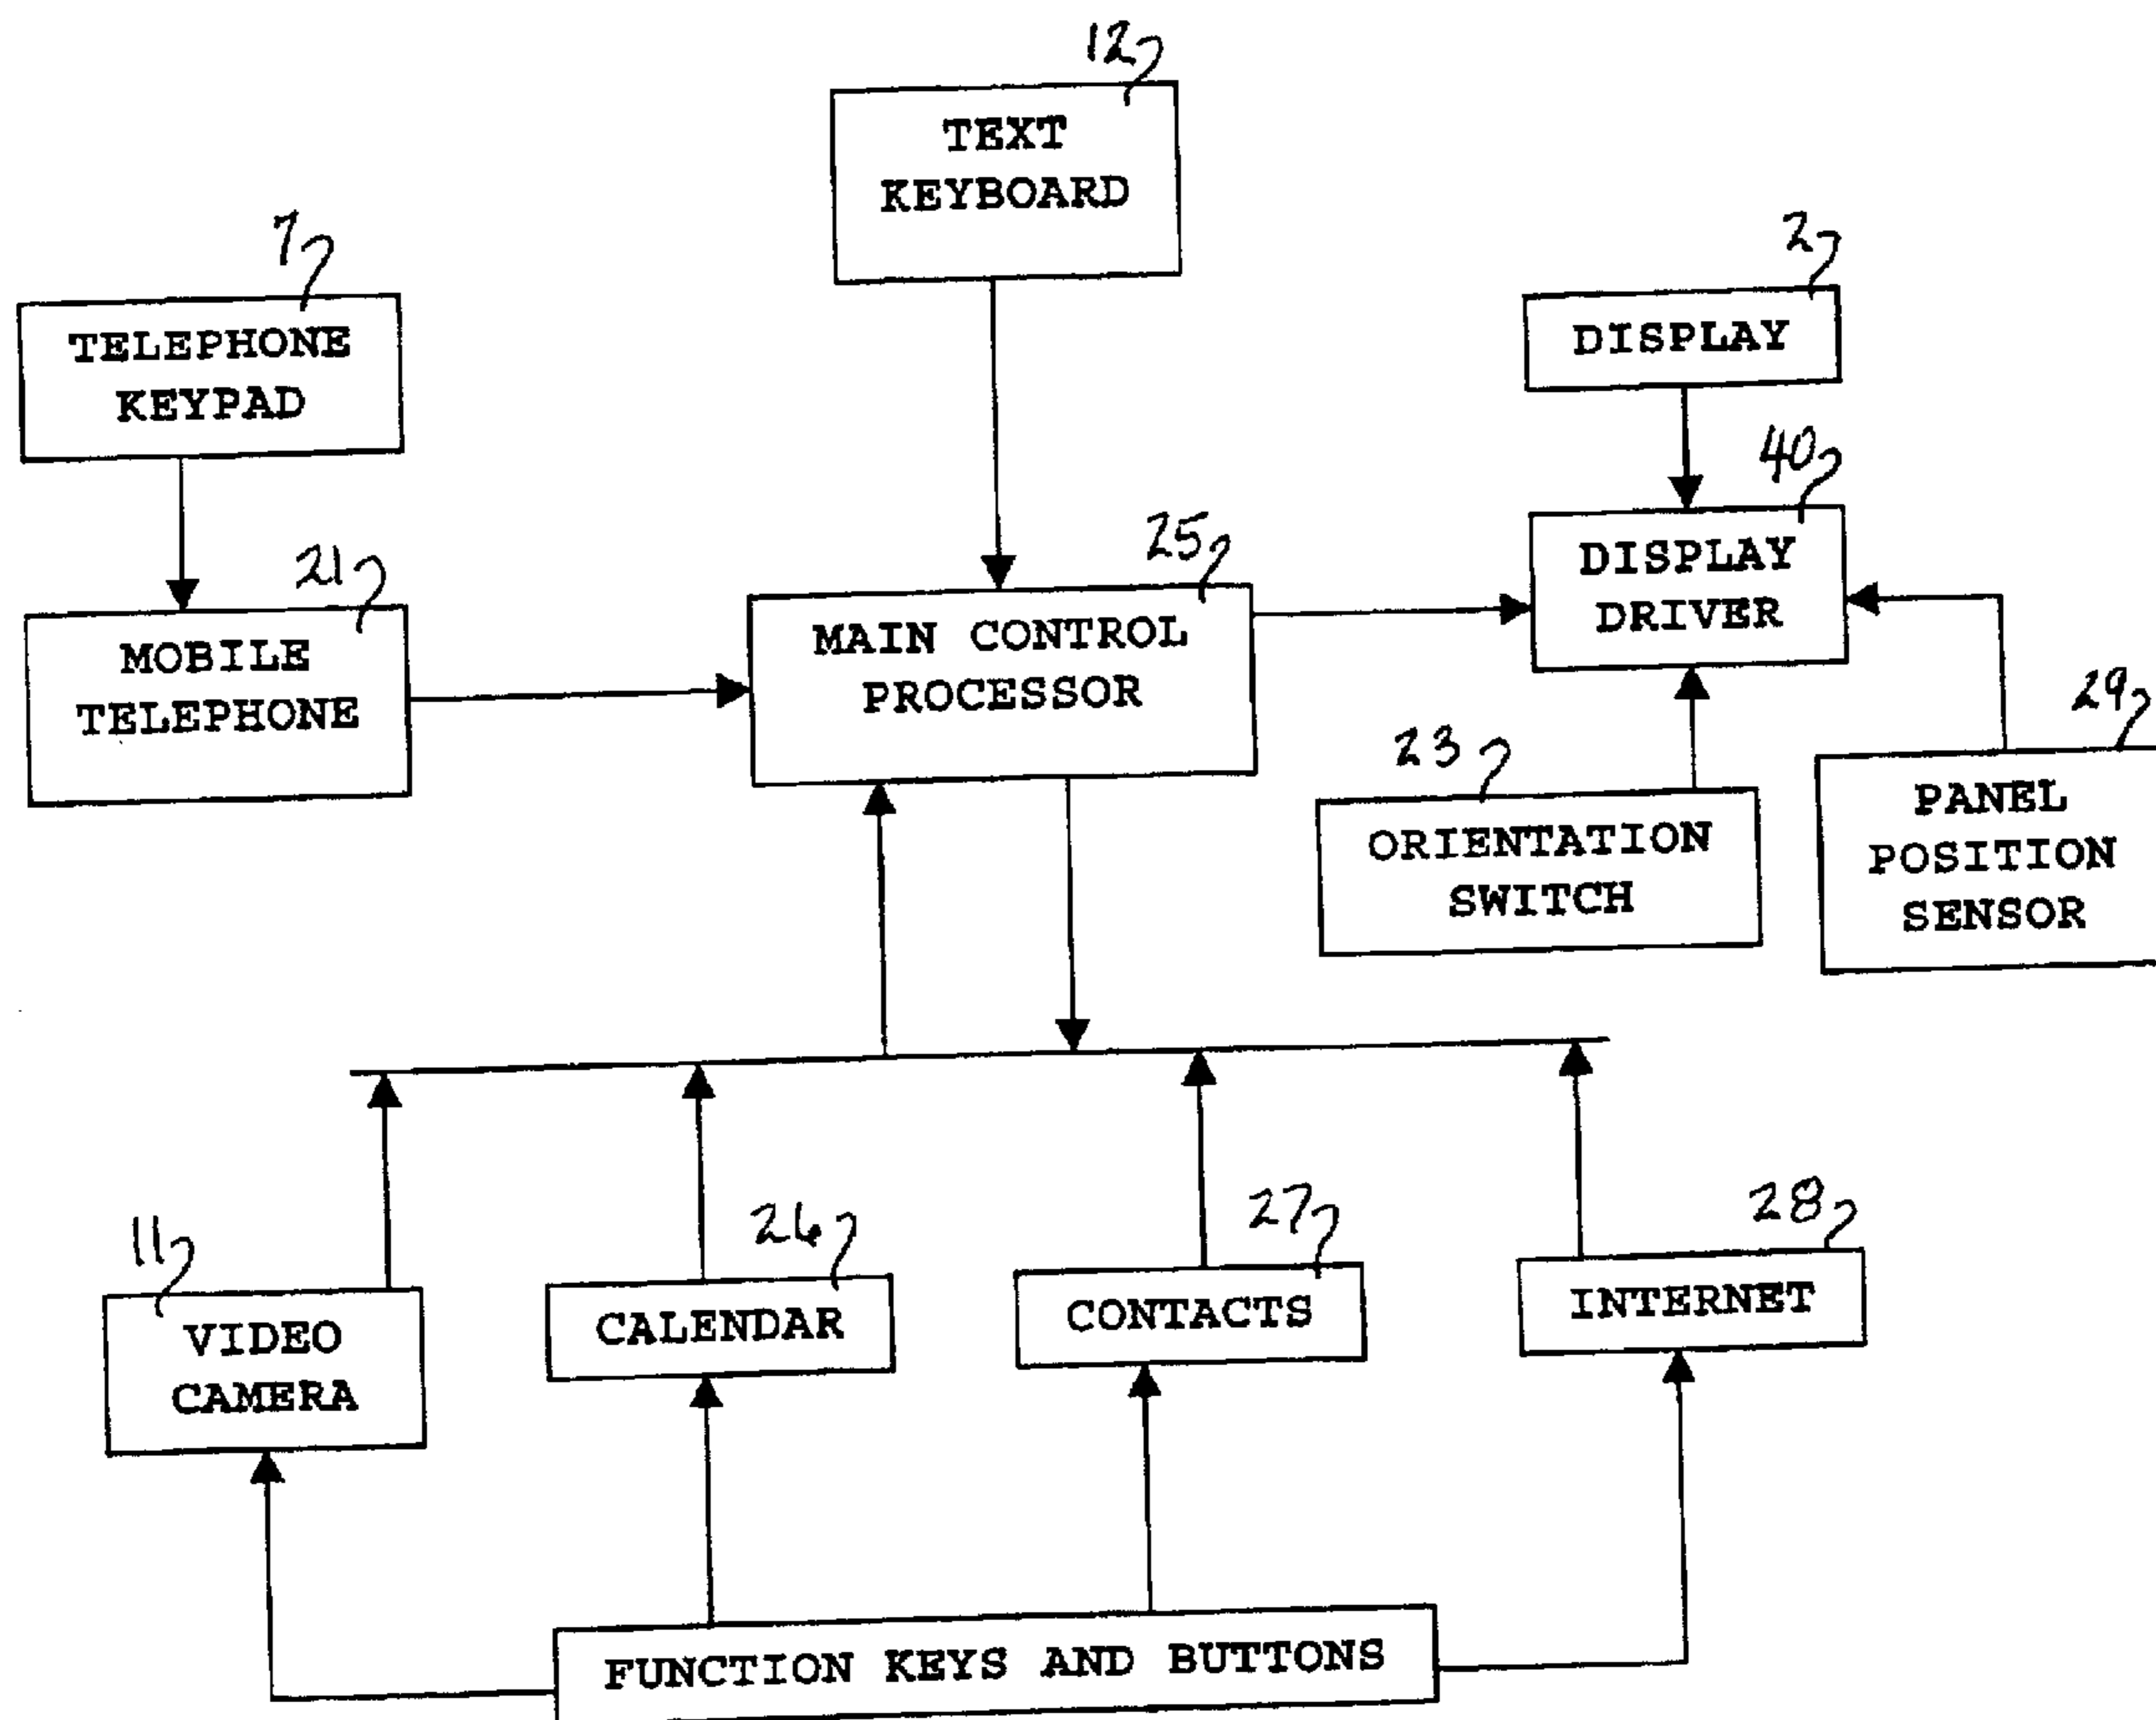 12
TEXT
KEYBOARD
7
TELEPHONE
KEYPAD
2
DISPLAY
40
DISPLAY
DRIVER
21
MOBILE
TELEPHONE
25
MAIN CONTROL
PROCESSOR
23
ORIENTATION
SWITCH
29
PANEL
POSITION
SENSOR
11
VIDEO
CAMERA
26
CALENDAR
27
CONTACTS
28
INTERNET
FUNCTION KEYS AND BUTTONS